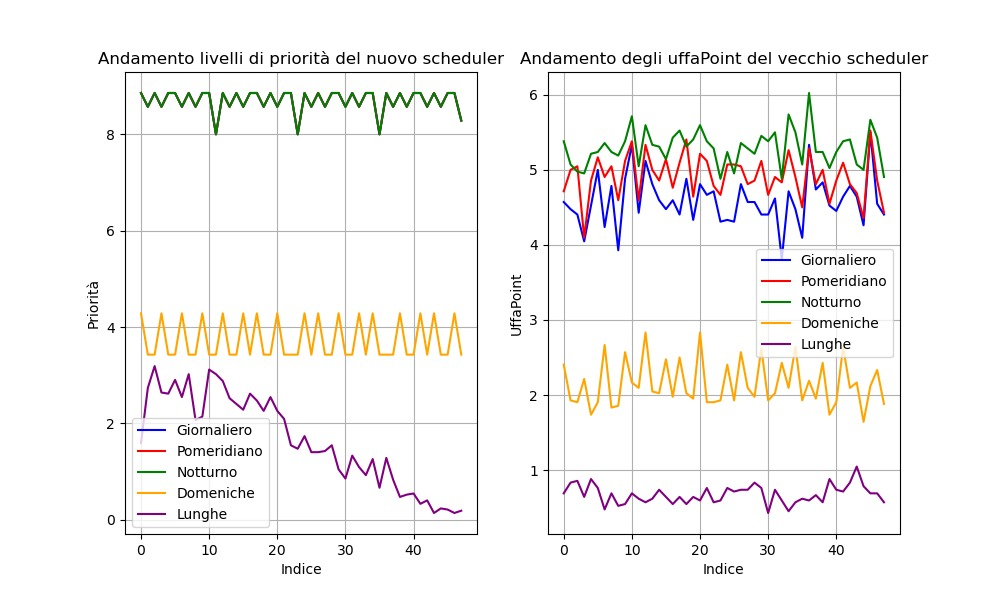 Andamento livelli di priorità del nuovo scheduler
Priorità
8
6
4
2
0
Giornaliero
Pomeridiano
Notturno
Domeniche
Lunghe
0 10 20 30 40
Indice
Andamento degli uffaPoint del vecchio scheduler
UffaPoint
6
5
4
3
2
1
Giornaliero
Pomeridiano
Notturno
Domeniche
Lunghe
0 10 20 30 40
Indice